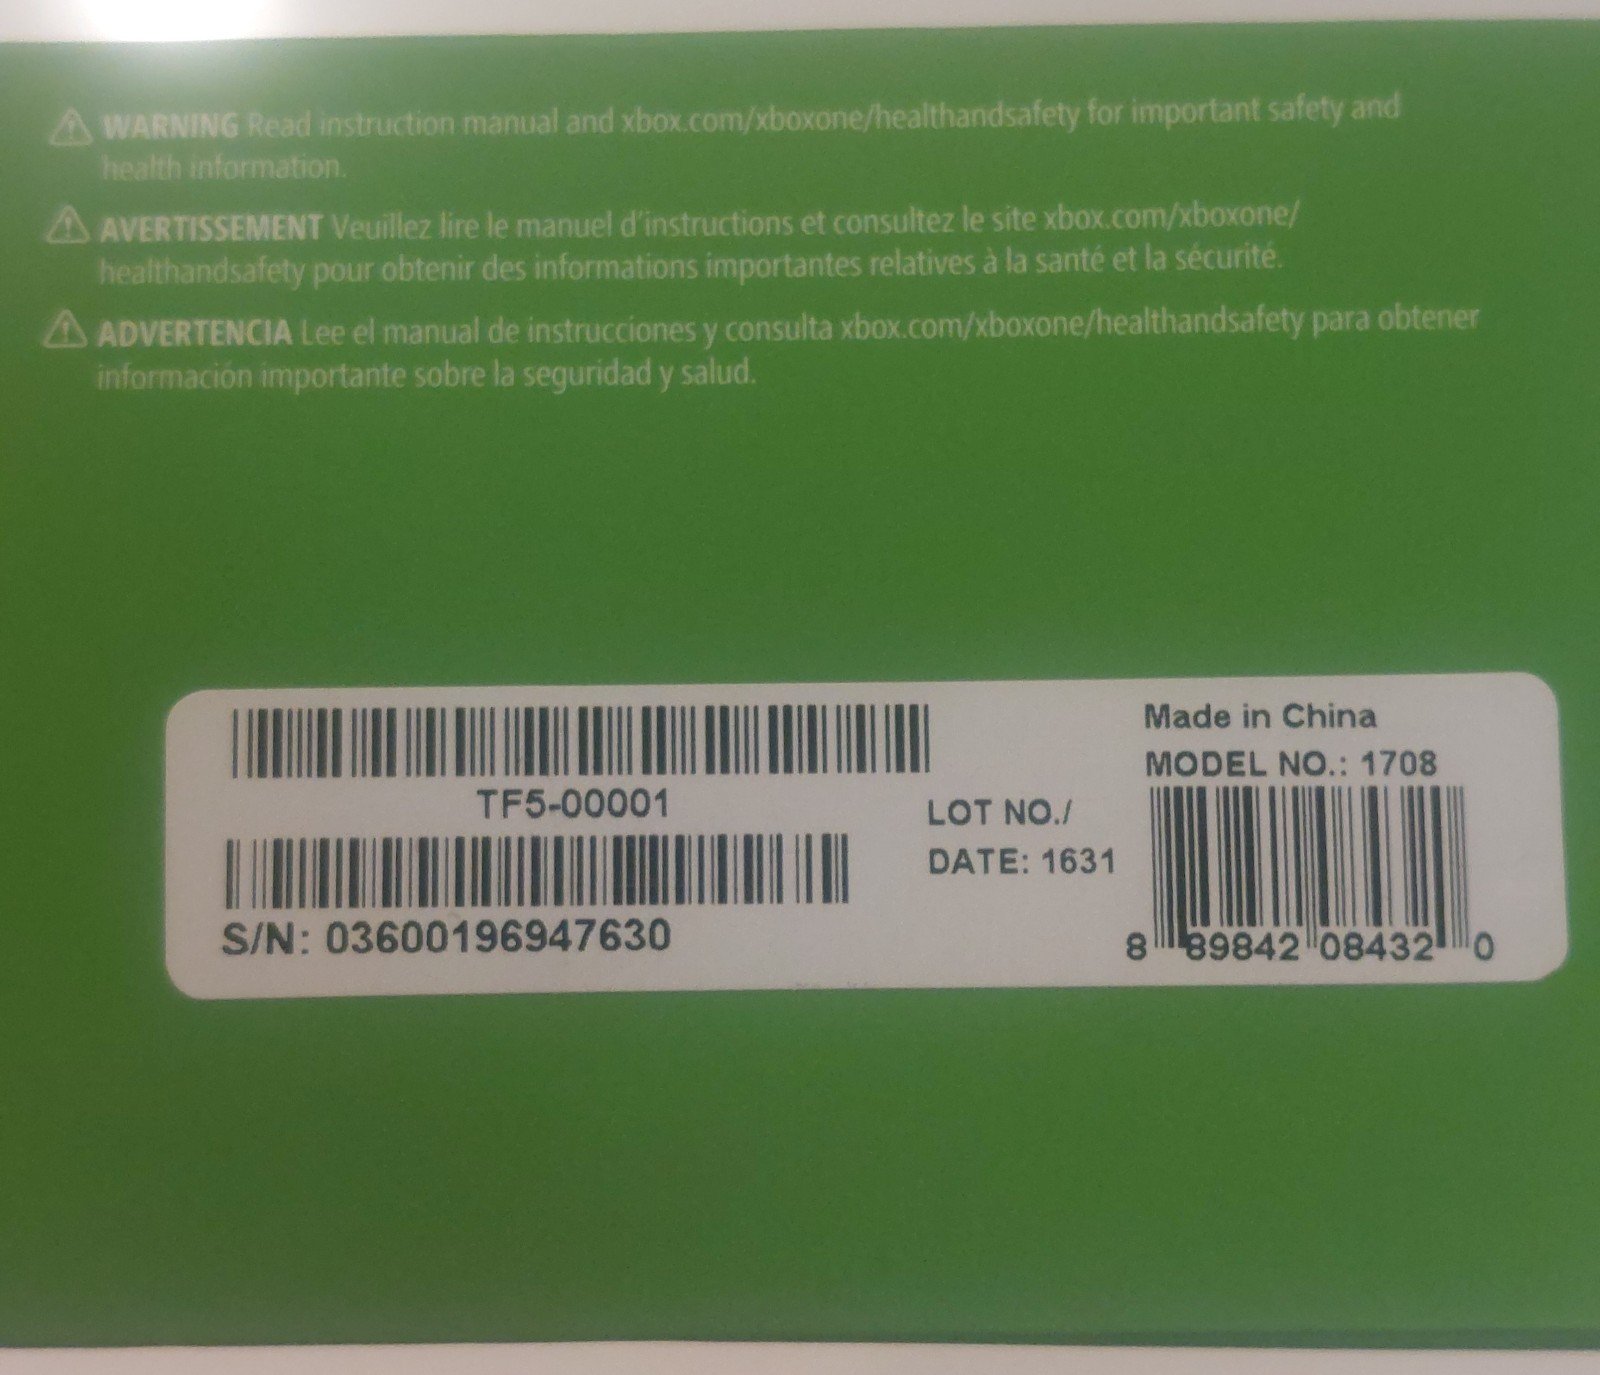 WARNING Read instruction manual and xbox.com/xboxone/healthandsafety for important safety and
health information.
AVERTISSEMENT Veuillez lire le manuel d'instructions et consultez le site xbox.com/xboxone/
healthandsafety pour obtenir des informations importantes relatives à la santé et la sécurité.
ADVERTENCIA Lee el manual de instrucciones y consulta xbox.com/xboxone/healthandsafety para obtener
información importante sobre la seguridad y salud.
TF5-00001
S/N: 03600196947630
LOT NO./
DATE: 1631
Made in China
MODEL NO.: 1708
8 89842 08432 0